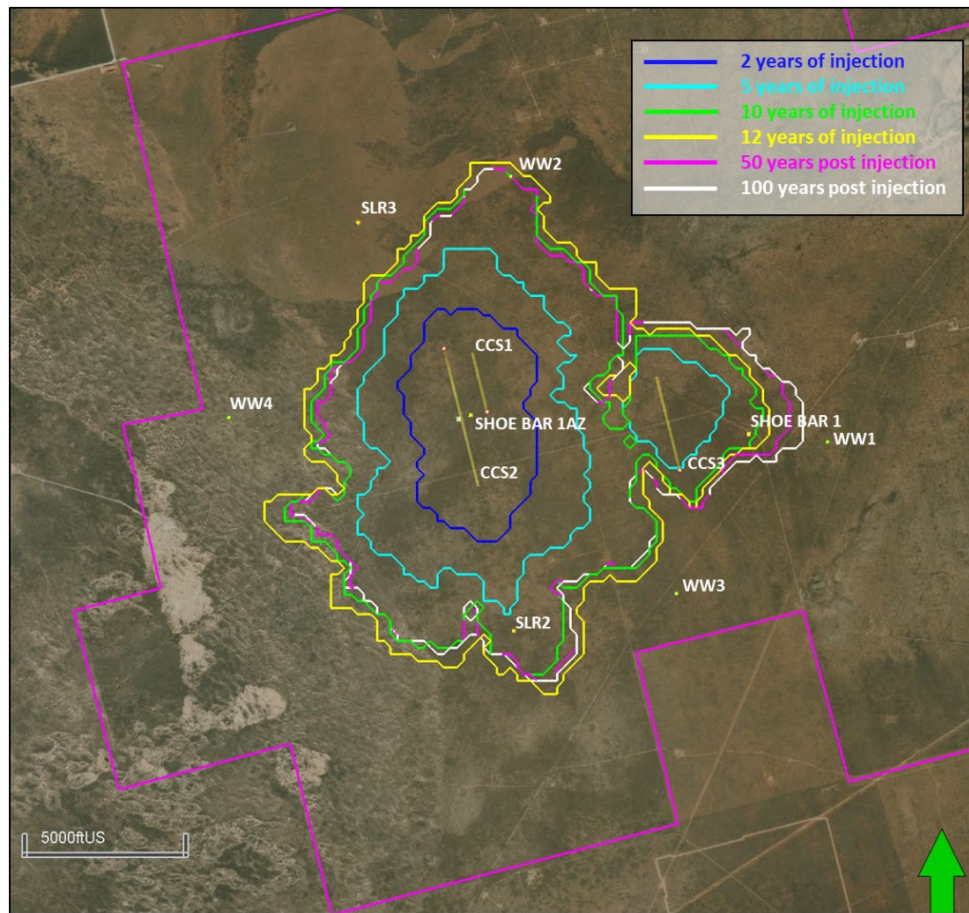 2 years of injection
5 years of injection
10 years of injection
12 years of injection
50 years post injection
100 years post injection
WW2
SLR3
CCS1
WW4
SHOE BAR 1AZ
SHOE BAR 1
WW1
CCS2
CCS3
WW3
SLR2
5000ftUS